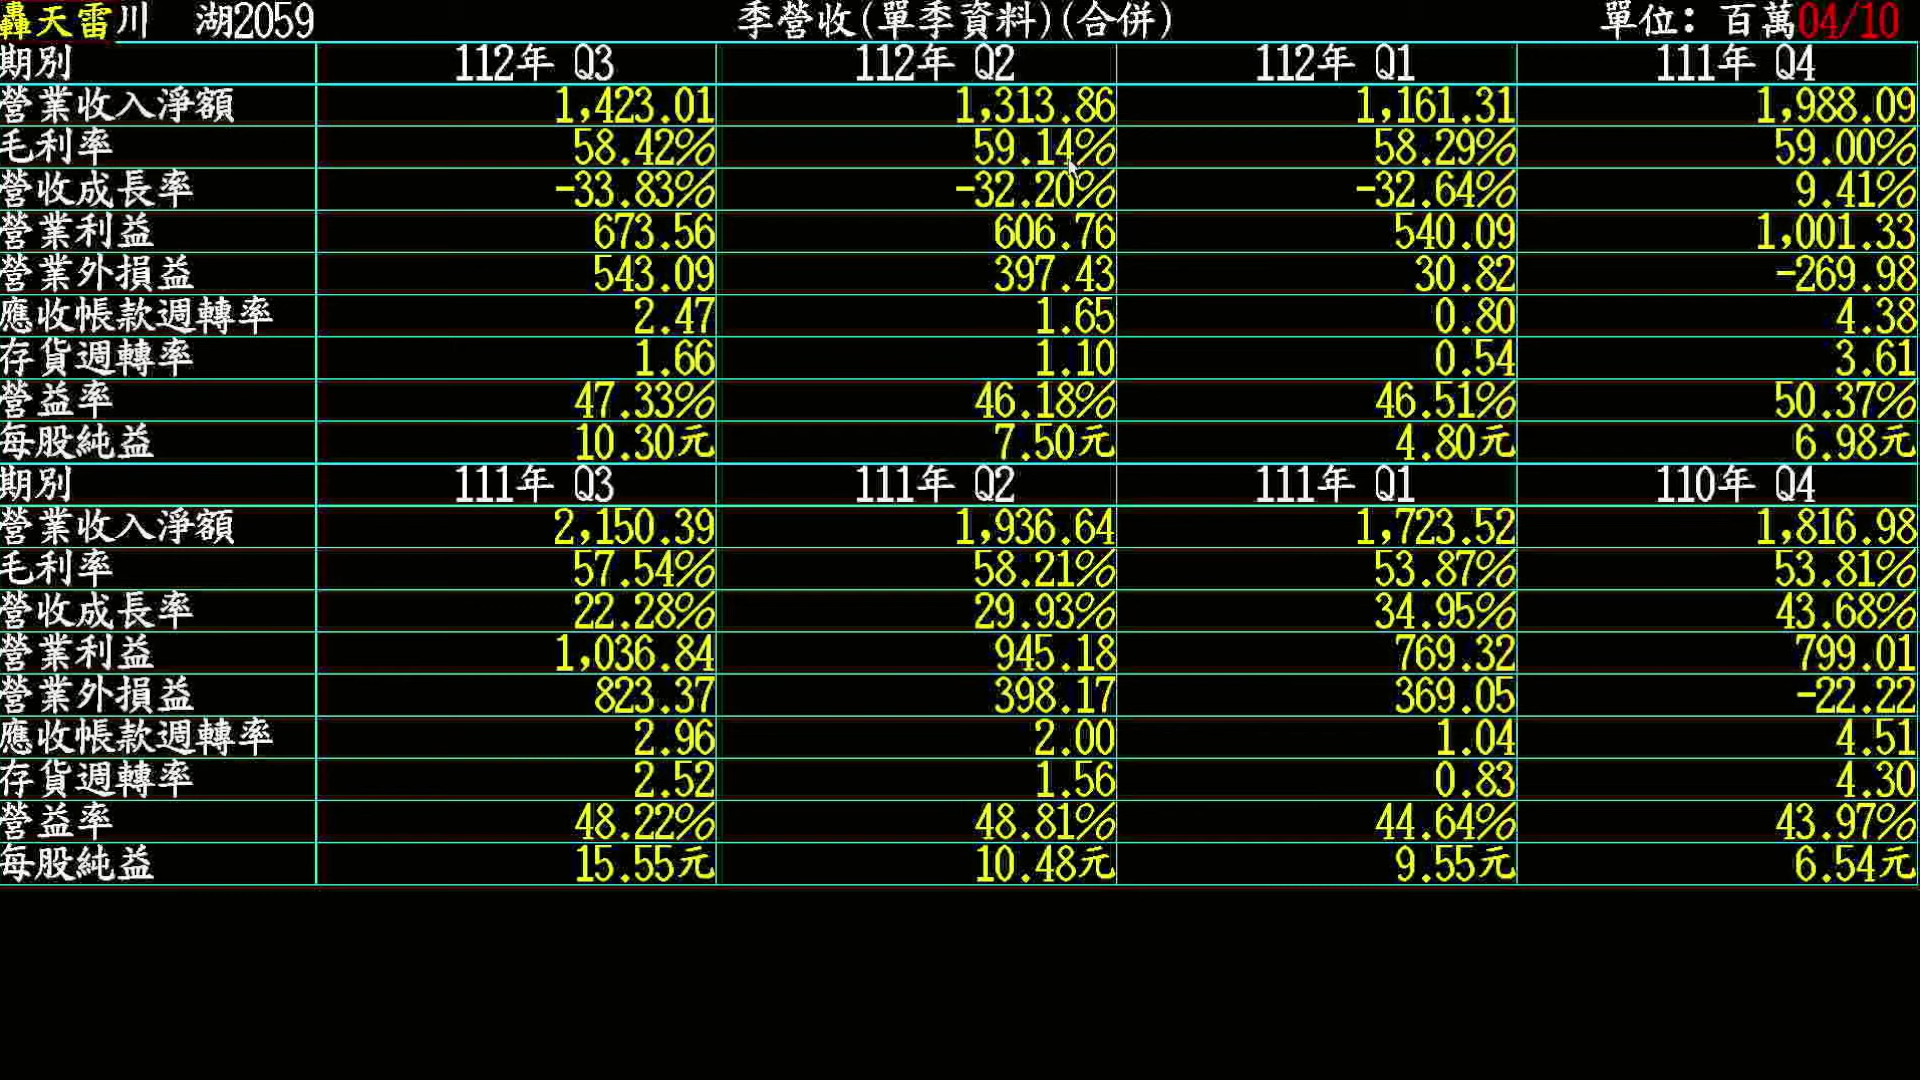 轟天雷川　湖2059 季營收(單季資料)(合併) 單位: 百萬04/10
期別 112年 Q3 112年 Q2 112年 Q1 111年 Q4
營業收入淨額 1,423.01 1,313.86 1,161.31 1,988.09
毛利率 58.42% 59.14% 58.29% 59.00%
營收成長率 -33.83% -32.20% -32.64% 9.41%
營業利益 673.56 606.76 540.09 1,001.33
營業外損益 543.09 397.43 30.82 -269.98
應收帳款週轉率 2.47 1.65 0.80 4.38
存貨週轉率 1.66 1.10 0.54 3.61
營益率 47.33% 46.18% 46.51% 50.37%
每股純益 10.30元 7.50元 4.80元 6.98元
期別 111年 Q3 111年 Q2 111年 Q1 110年 Q4
營業收入淨額 2,150.39 1,936.64 1,723.52 1,816.98
毛利率 57.54% 58.21% 53.87% 53.81%
營收成長率 22.28% 29.93% 34.95% 43.68%
營業利益 1,036.84 945.18 769.32 799.01
營業外損益 823.37 398.17 369.05 -22.22
應收帳款週轉率 2.96 2.00 1.04 4.51
存貨週轉率 2.52 1.56 0.83 4.30
營益率 48.22% 48.81% 44.64% 43.97%
每股純益 15.55元 10.48元 9.55元 6.54元